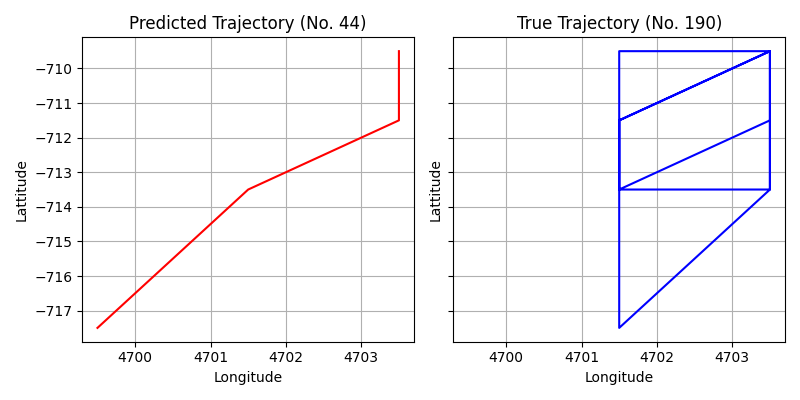 Predicted Trajectory (No. 44)
True Trajectory (No. 190)
Lattitude
−710
−711
−712
−713
−714
−715
−716
−717
4700
4701
4702
4703
Longitude
Lattitude
4700
4701
4702
4703
Longitude